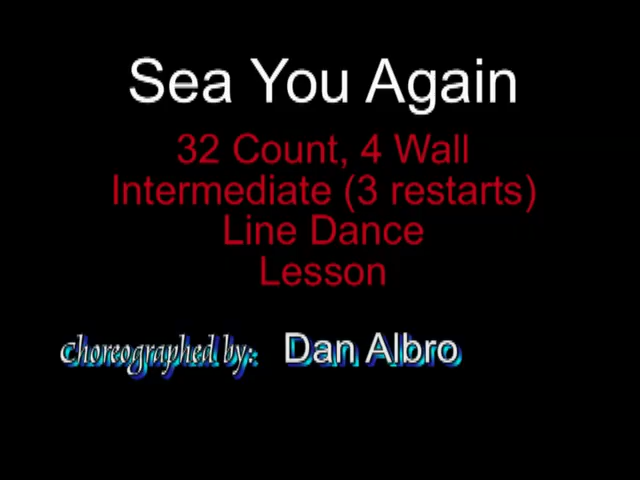 Sea You Again
32 Count, 4 Wall
Intermediate (3 restarts)
Line Dance
Lesson
Choreographed by: Dan Albro